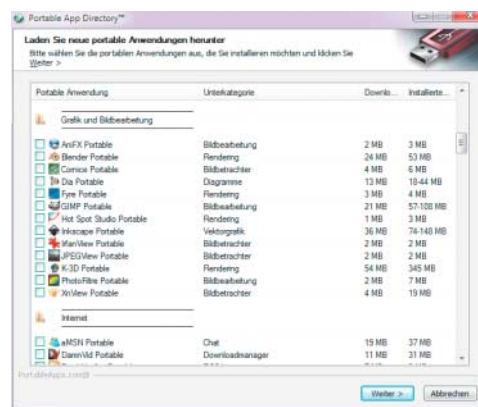 Portable App Directory™
Laden Sie neue portable Anwendungen herunter
Bitte wählen Sie die portablen Anwendungen aus, die Sie installieren möchten und klicken Sie
Weiter >
Portable Anwendung Unterkategorie Downlo... Installierte...
Grafik und Bildbearbeitung
AniFX Portable Bildbearbeitung 2 MB 3 MB
Blender Portable Rendering 24 MB 53 MB
Cornice Portable Bildbetrachter 4 MB 6 MB
Dia Portable Diagramme 13 MB 18-44 MB
Fyre Portable Rendering 3 MB 4 MB
GIMP Portable Bildbearbeitung 21 MB 57-108 MB
Hot Spot Studio Portable Rendering 1 MB 3 MB
Inkscape Portable Vektorgrafik 36 MB 74-148 MB
IrfanView Portable Bildbetrachter 2 MB 2 MB
JPEGView Portable Bildbetrachter 2 MB 2 MB
K-3D Portable Rendering 54 MB 345 MB
PhotoFiltre Portable Bildbearbeitung 2 MB 7 MB
XnView Portable Bildbetrachter 4 MB 19 MB
Internet
aMSN Portable Chat 19 MB 37 MB
DamnVid Portable Downloadmanager 11 MB 31 MB
Weiter > Abbrechen